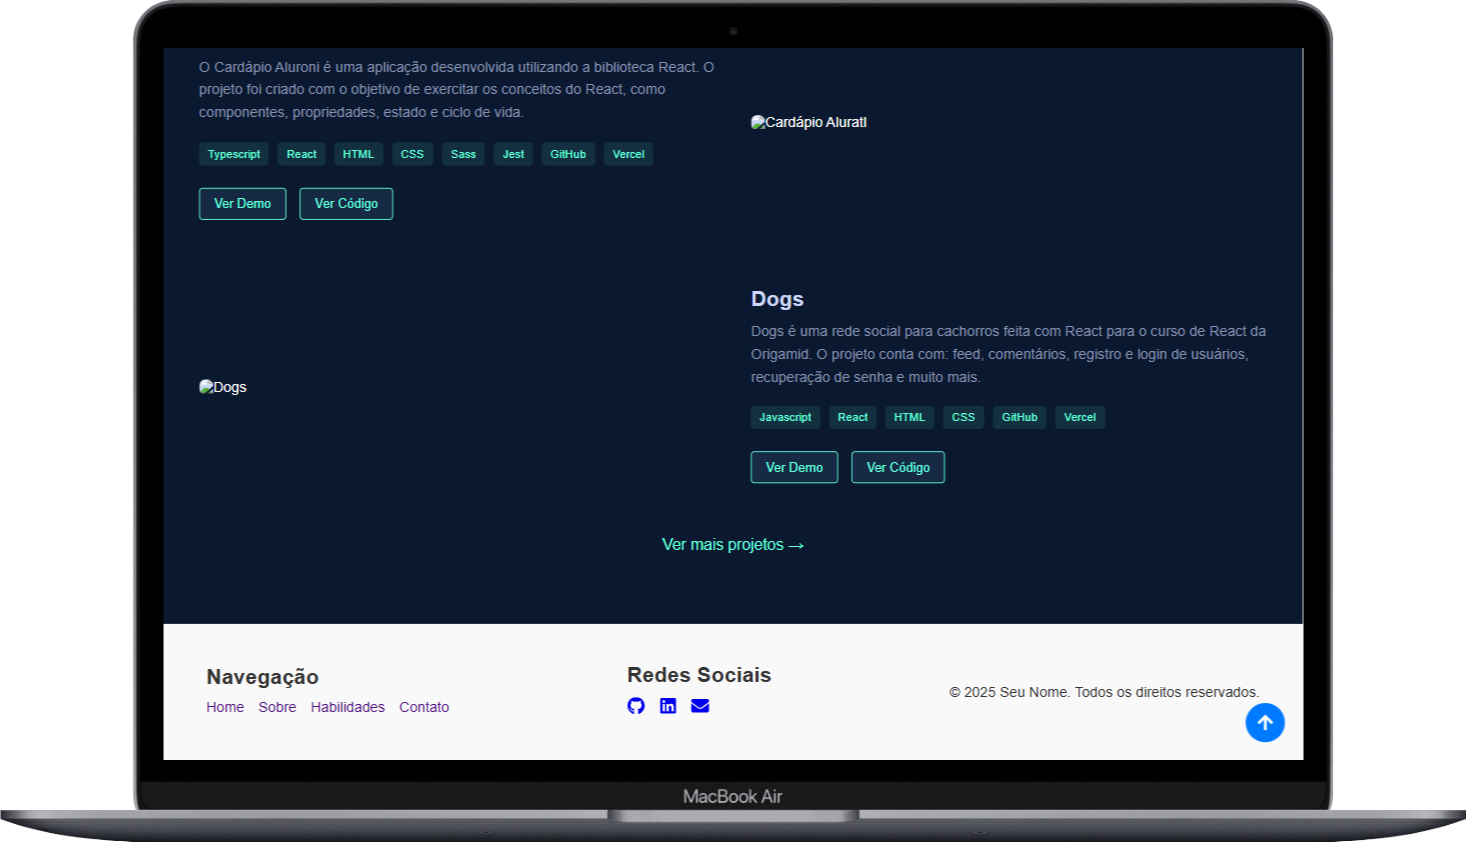 O Cardápio Aluroni é uma aplicação desenvolvida utilizando a biblioteca React. O
projeto foi criado com o objetivo de exercitar os conceitos do React, como
componentes, propriedades, estado e ciclo de vida.
Typescript React HTML CSS Sass Jest GitHub Vercel
Ver Demo Ver Código
Cardápio Aluratl
Dogs
Dogs
Dogs é uma rede social para cachorros feita com React para o curso de React da
Origamid. O projeto conta com: feed, comentários, registro e login de usuários,
recuperação de senha e muito mais.
Javascript React HTML CSS GitHub Vercel
Ver Demo Ver Código
Ver mais projetos →
Navegação
Home Sobre Habilidades Contato
Redes Sociais
© 2025 Seu Nome. Todos os direitos reservados.
MacBook Air